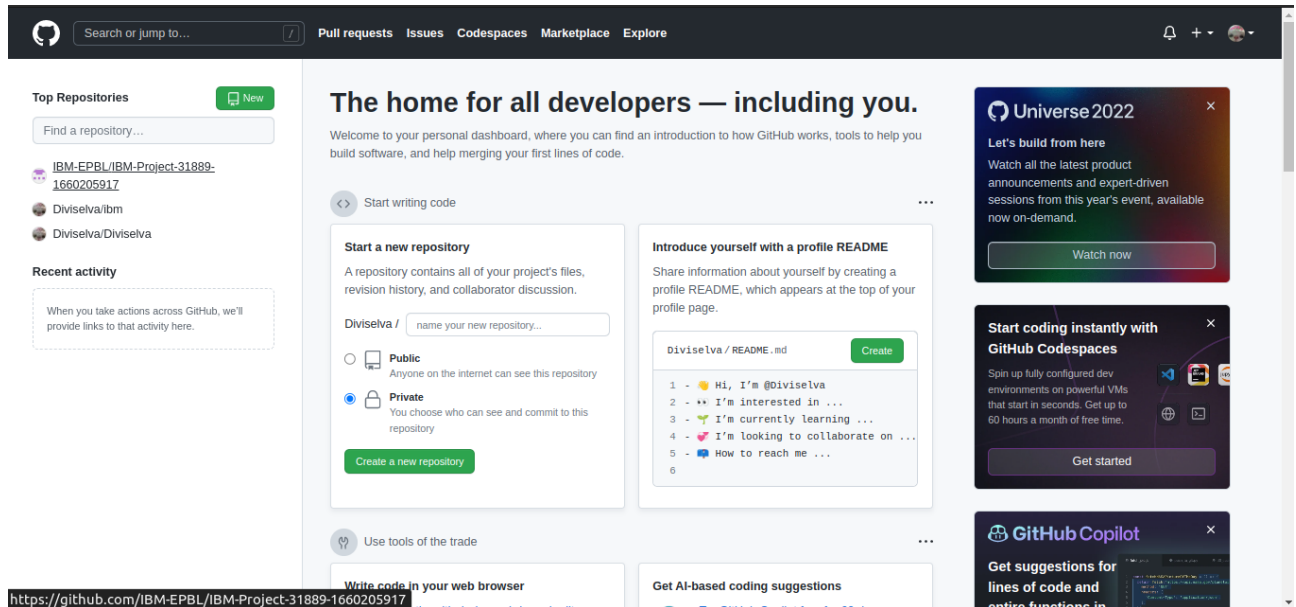 Search or jump to...
/
Pull requests
Issues
Codespaces
Marketplace
Explore
Top Repositories
New
Find a repository...
IBM-EPBL/IBM-Project-31889-
1660205917
Diviselva/ibm
Diviselva/Diviselva
Recent activity
When you take actions across GitHub, we'll
provide links to that activity here.
The home for all developers — including you.
Welcome to your personal dashboard, where you can find an introduction to how GitHub works, tools to help you
build software, and help merging your first lines of code.
Start writing code
Start a new repository
A repository contains all of your project's files,
revision history, and collaborator discussion.
Diviselva /
name your new repository...
Public
Anyone on the internet can see this repository
Private
You choose who can see and commit to this
repository
Create a new repository
Introduce yourself with a profile README
Share information about yourself by creating a
profile README, which appears at the top of your
profile page.
Diviselva/README.md
Create
1 - 👋 Hi, I'm @Diviselva
2 - 👀 I'm interested in ...
3 - 🌱 I'm currently learning ...
4 - 💞️ I'm looking to collaborate on ...
5 - 📫 How to reach me ...
6
Use tools of the trade
Write code in your web browser
Get AI-based coding suggestions
Universe 2022
Let's build from here
Watch all the latest product
announcements and expert-driven
sessions from this year's event, available
now on-demand.
Watch now
Start coding instantly with
GitHub Codespaces
Spin up fully configured dev
environments on powerful VMs
that start in seconds. Get up to
60 hours a month of free time.
Get started
GitHub Copilot
Get suggestions for
lines of code and
entire functions in
https://github.com/IBM-EPBL/IBM-Project-31889-1660205917